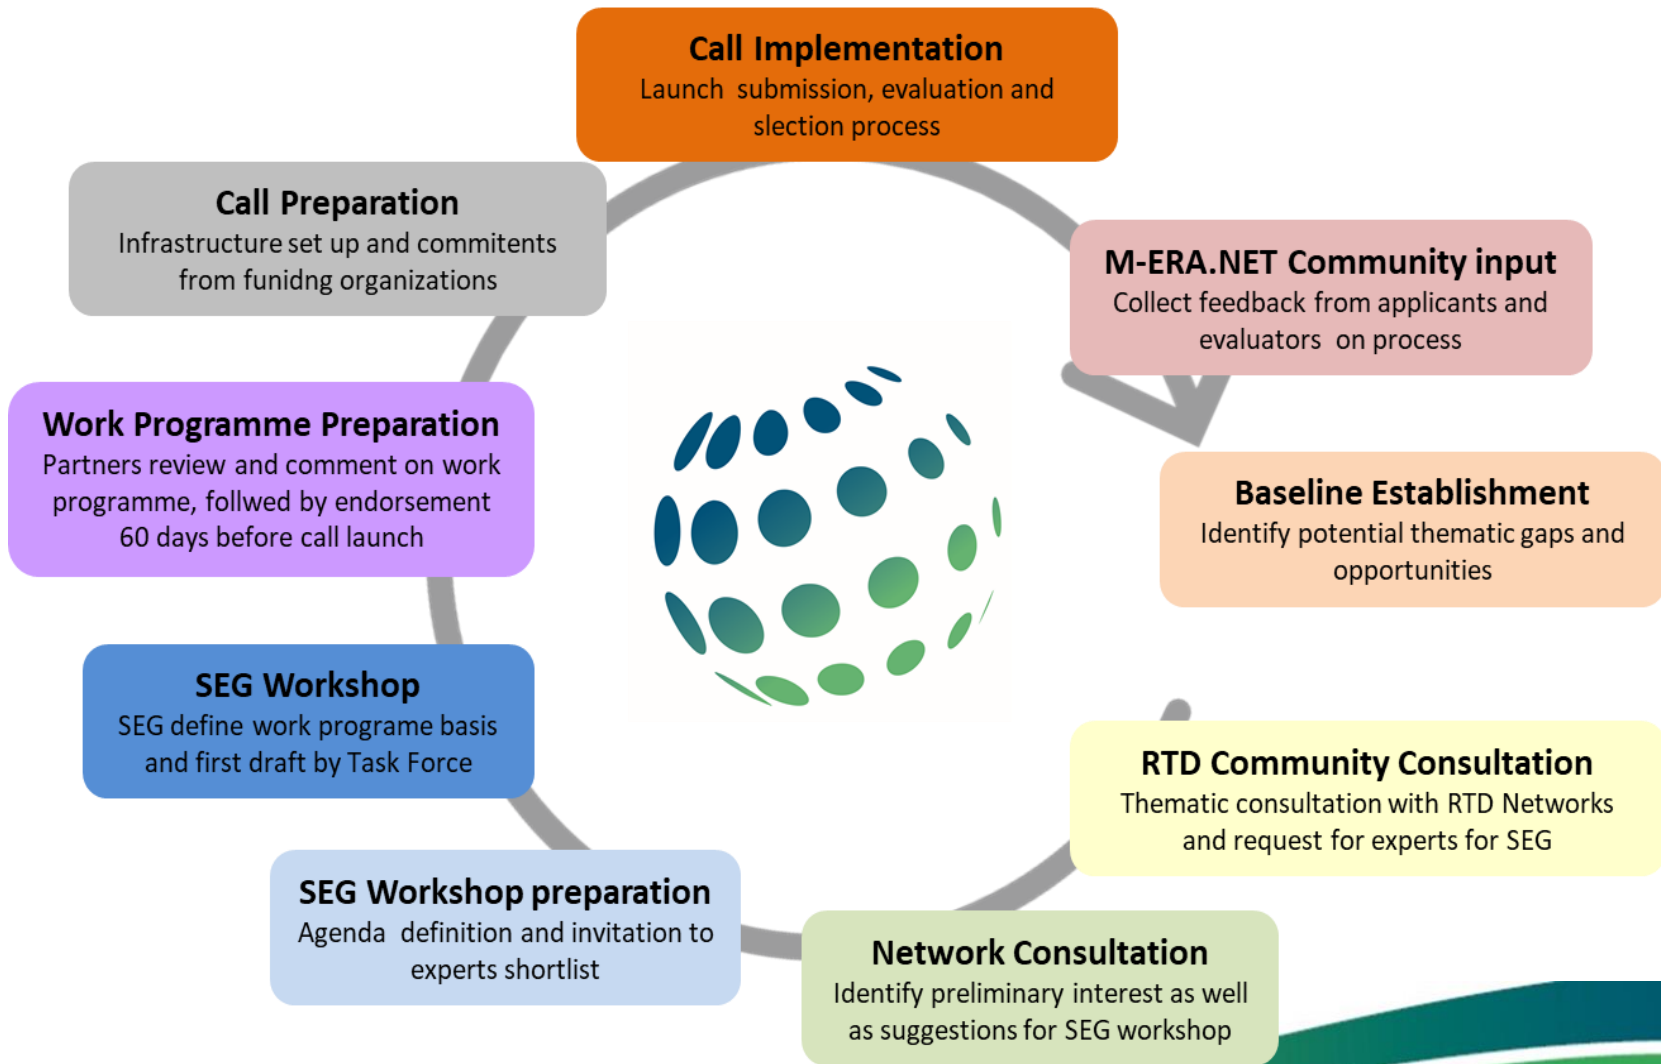 Call Implementation
Launch submission, evaluation and
slection process
Call Preparation
Infrastructure set up and commitents
from funidng organizations
M-ERA.NET Community input
Collect feedback from applicants and
evaluators on process
Work Programme Preparation
Partners review and comment on work
programme, follwed by endorsement
60 days before call launch
Baseline Establishment
Identify potential thematic gaps and
opportunities
SEG Workshop
SEG define work programe basis
and first draft by Task Force
RTD Community Consultation
Thematic consultation with RTD Networks
and request for experts for SEG
SEG Workshop preparation
Agenda definition and invitation to
experts shortlist
Network Consultation
Identify preliminary interest as well
as suggestions for SEG workshop